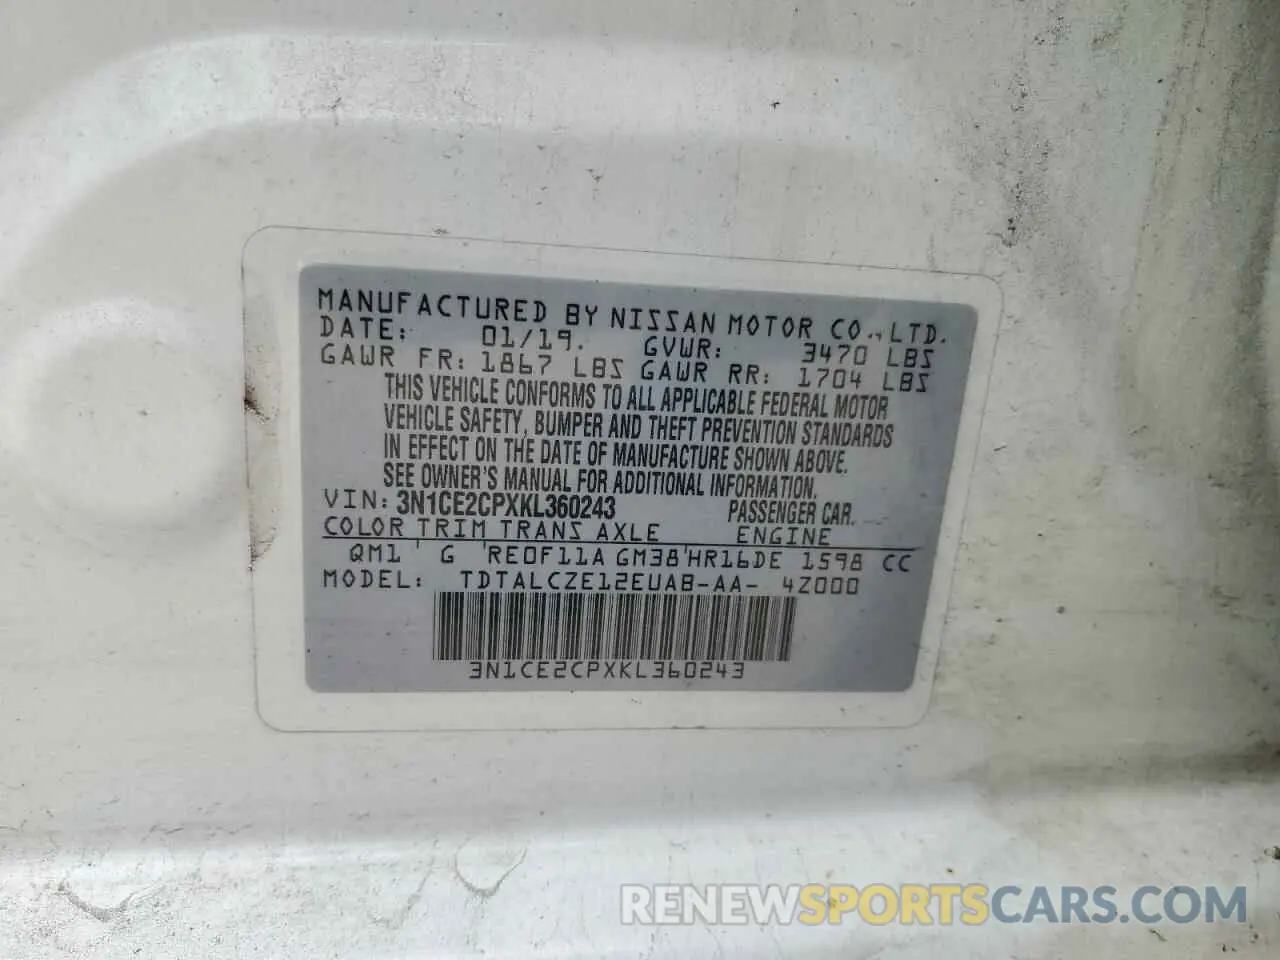 MANUFACTURED BY NISSAN MOTOR CO., LTD.
DATE: 01/19. GVWR: 3470 LBS
GAWR FR: 1867 LBS GAWR RR: 1704 LBS
THIS VEHICLE CONFORMS TO ALL APPLICABLE FEDERAL MOTOR
VEHICLE SAFETY, BUMPER AND THEFT PREVENTION STANDARDS
IN EFFECT ON THE DATE OF MANUFACTURE SHOWN ABOVE.
SEE OWNER'S MANUAL FOR ADDITIONAL INFORMATION.
VIN: 3N1CE2CPXKL360243 PASSENGER CAR.
COLOR TRIM TRANS AXLE ENGINE
QM1 G RE0F11A GM38 HR16DE 1598 CC
MODEL: TDTALCZE12EUAB-AA- 4Z000
3N1CE2CPXKL360243
RENEWSPORTSCARS.COM